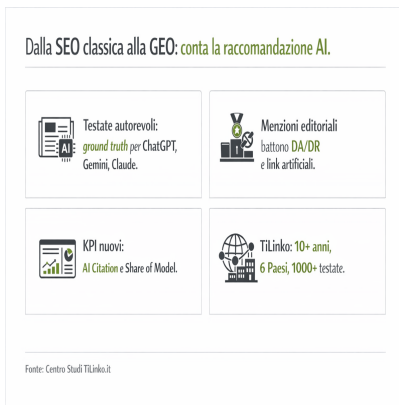 Dalla SEO classica alla GEO: conta la raccomandazione AI.
AI
Testate autorevoli:
ground truth per ChatGPT,
Gemini, Claude.
Menzioni editoriali
battono DA/DR
e link artificiali.
KPI nuovi:
AI Citation e Share of Model.
TiLinko: 10+ anni,
6 Paesi, 1000+ testate.
Fonte: Centro Studi TiLinko.it